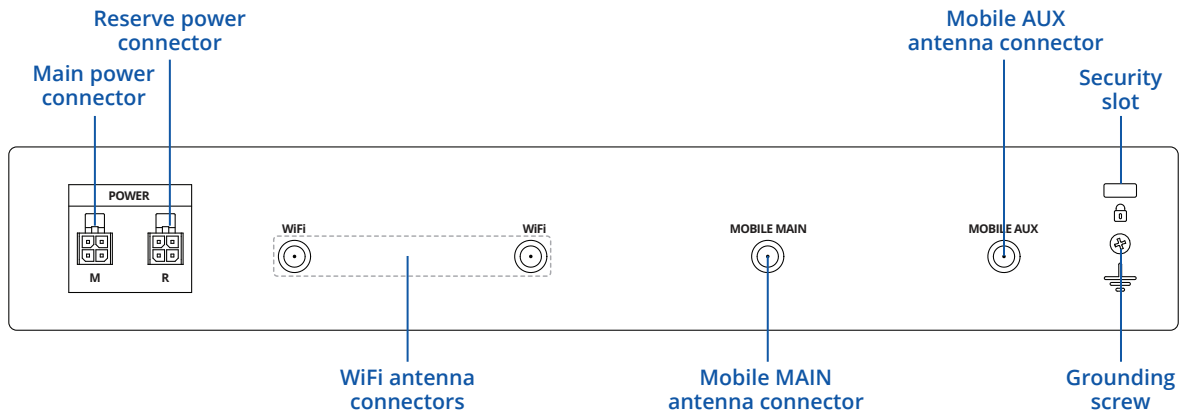 Reserve power
connector
Mobile AUX
antenna connector
Main power
connector
Security
slot
POWER
WiFi
WiFi
MOBILE MAIN
MOBILE AUX
M
R
WiFi antenna
connectors
Mobile MAIN
antenna connector
Grounding
screw